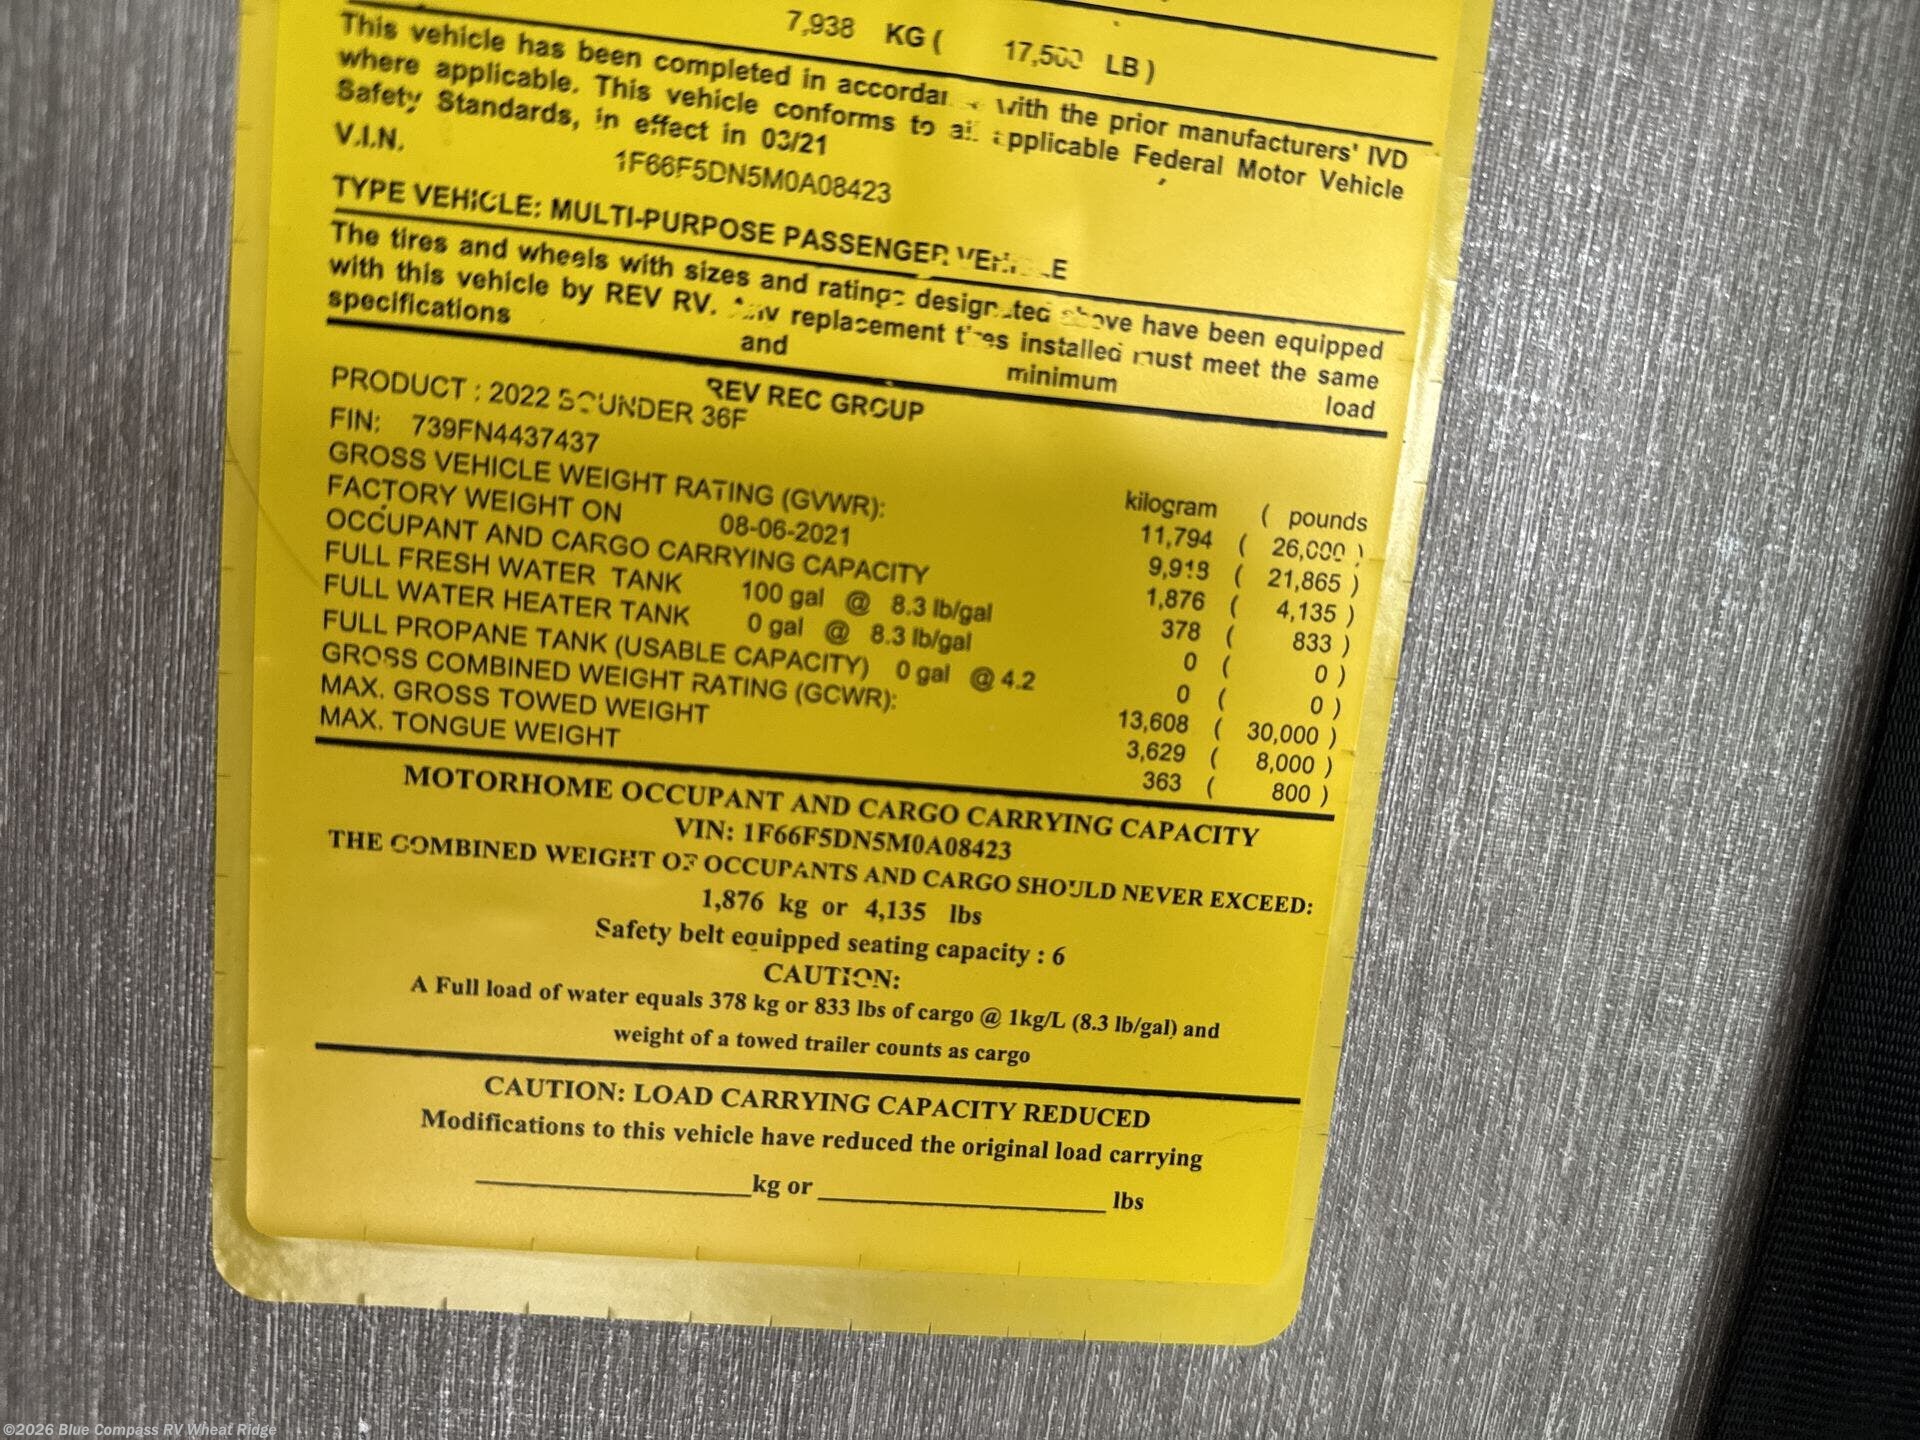 7,938 KG ( 17,500 LB )
This vehicle has been completed in accordance with the prior manufacturers' IVD
where applicable. This vehicle conforms to all applicable Federal Motor Vehicle
Safety Standards, in effect in 03/21
V.I.N. 1F66F5DN5M0A08423
TYPE VEHICLE: MULTI-PURPOSE PASSENGER VEHICLE
The tires and wheels with sizes and ratings designated above have been equipped
with this vehicle by REV RV. Any replacement tires installed must meet the same
specifications and minimum load
REV REC GROUP
PRODUCT : 2022 BOUNDER 36F
FIN: 739FN4437437
kilogram ( pounds
GROSS VEHICLE WEIGHT RATING (GVWR): 11,794 ( 26,000 )
FACTORY WEIGHT ON 08-06-2021 9,918 ( 21,865 )
OCCUPANT AND CARGO CARRYING CAPACITY 1,876 ( 4,135 )
FULL FRESH WATER TANK 100 gal @ 8.3 lb/gal 378 ( 833 )
FULL WATER HEATER TANK 0 gal @ 8.3 lb/gal 0 ( 0 )
FULL PROPANE TANK (USABLE CAPACITY) 0 gal @ 4.2 0 ( 0 )
GROSS COMBINED WEIGHT RATING (GCWR): 13,608 ( 30,000 )
MAX. GROSS TOWED WEIGHT 3,629 ( 8,000 )
MAX. TONGUE WEIGHT 363 ( 800 )
MOTORHOME OCCUPANT AND CARGO CARRYING CAPACITY
VIN: 1F66F5DN5M0A08423
THE COMBINED WEIGHT OF OCCUPANTS AND CARGO SHOULD NEVER EXCEED:
1,876 kg or 4,135 lbs
Safety belt equipped seating capacity : 6
CAUTION:
A Full load of water equals 378 kg or 833 lbs of cargo @ 1kg/L (8.3 lb/gal) and
weight of a towed trailer counts as cargo
CAUTION: LOAD CARRYING CAPACITY REDUCED
Modifications to this vehicle have reduced the original load carrying
____________kg or ____________ lbs
©2026 Blue Compass RV Wheat Ridge